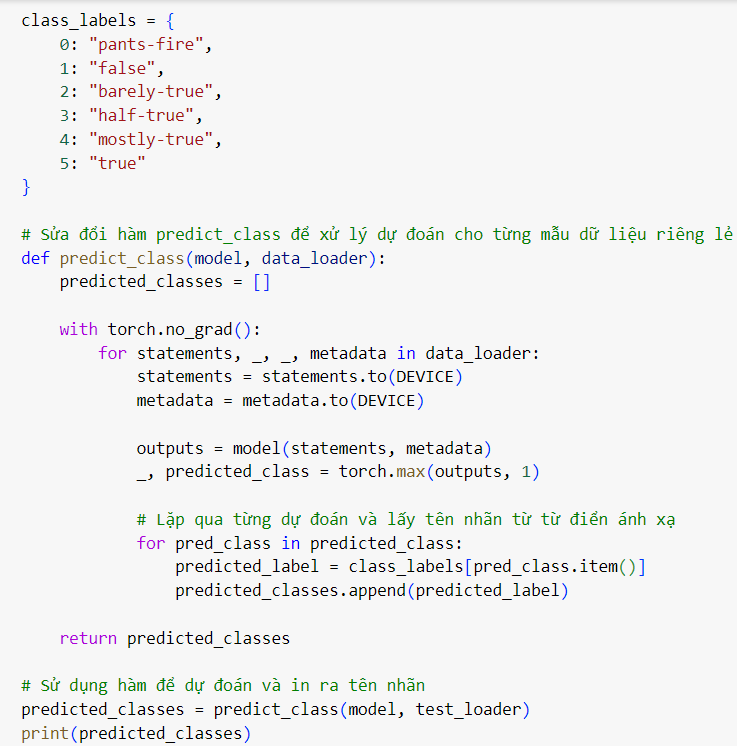 class_labels = {
    0: "pants-fire",
    1: "false",
    2: "barely-true",
    3: "half-true",
    4: "mostly-true",
    5: "true"
}

# Sửa đổi hàm predict_class để xử lý dự đoán cho từng mẫu dữ liệu riêng lẻ
def predict_class(model, data_loader):
    predicted_classes = []

    with torch.no_grad():
        for statements, _, _, metadata in data_loader:
            statements = statements.to(DEVICE)
            metadata = metadata.to(DEVICE)

            outputs = model(statements, metadata)
            _, predicted_class = torch.max(outputs, 1)

            # Lặp qua từng dự đoán và lấy tên nhãn từ từ điển ánh xạ
            for pred_class in predicted_class:
                predicted_label = class_labels[pred_class.item()]
                predicted_classes.append(predicted_label)

    return predicted_classes

# Sử dụng hàm để dự đoán và in ra tên nhãn
predicted_classes = predict_class(model, test_loader)
print(predicted_classes)